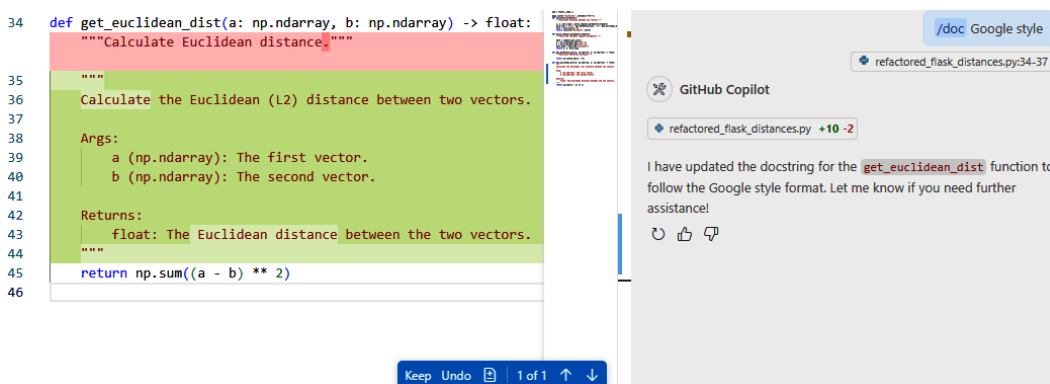 34 def get_euclidean_dist(a: np.ndarray, b: np.ndarray) -> float:
"""Calculate Euclidean distance."""
35 """
36 Calculate the Euclidean (L2) distance between two vectors.
37
38 Args:
39 a (np.ndarray): The first vector.
40 b (np.ndarray): The second vector.
41
42 Returns:
43 float: The Euclidean distance between the two vectors.
44 """
45 return np.sum((a - b) ** 2)
46
Keep Undo 1 of 1 ↑ ↓
/doc Google style
refactored_flask_distances.py:34-37
GitHub Copilot
refactored_flask_distances.py +10 -2
I have updated the docstring for the get_euclidean_dist function to
follow the Google style format. Let me know if you need further
assistance!